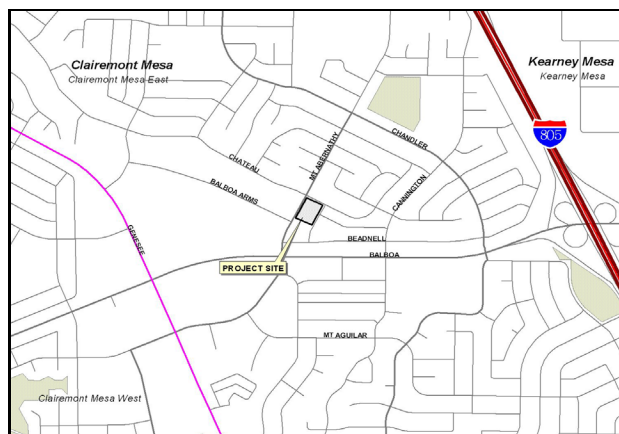 Clairemont Mesa
Clairemont Mesa East
Kearney Mesa
Kearney Mesa
805
CHANDLER
MT ABERNATHY
CHATEAU
CANNINGTON
BALBOA ARMS
GENESEE
BEADNELL
BALBOA
PROJECT SITE
MT AGUILAR
Clairemont Mesa West